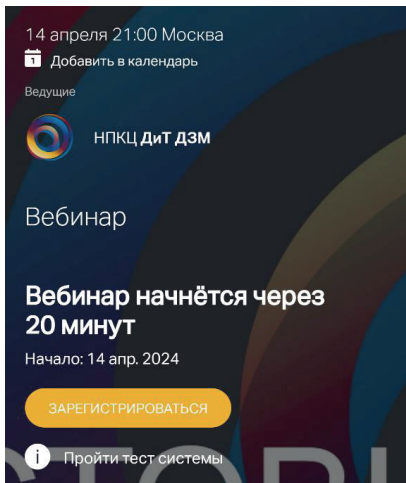 14 апреля 21:00 Москва
1 Добавить в календарь
Ведущие
НПКЦ ДиТ ДЗМ
Вебинар
Вебинар начнётся через
20 минут
Начало: 14 апр. 2024
ЗАРЕГИСТРИРОВАТЬСЯ
i Пройти тест системы